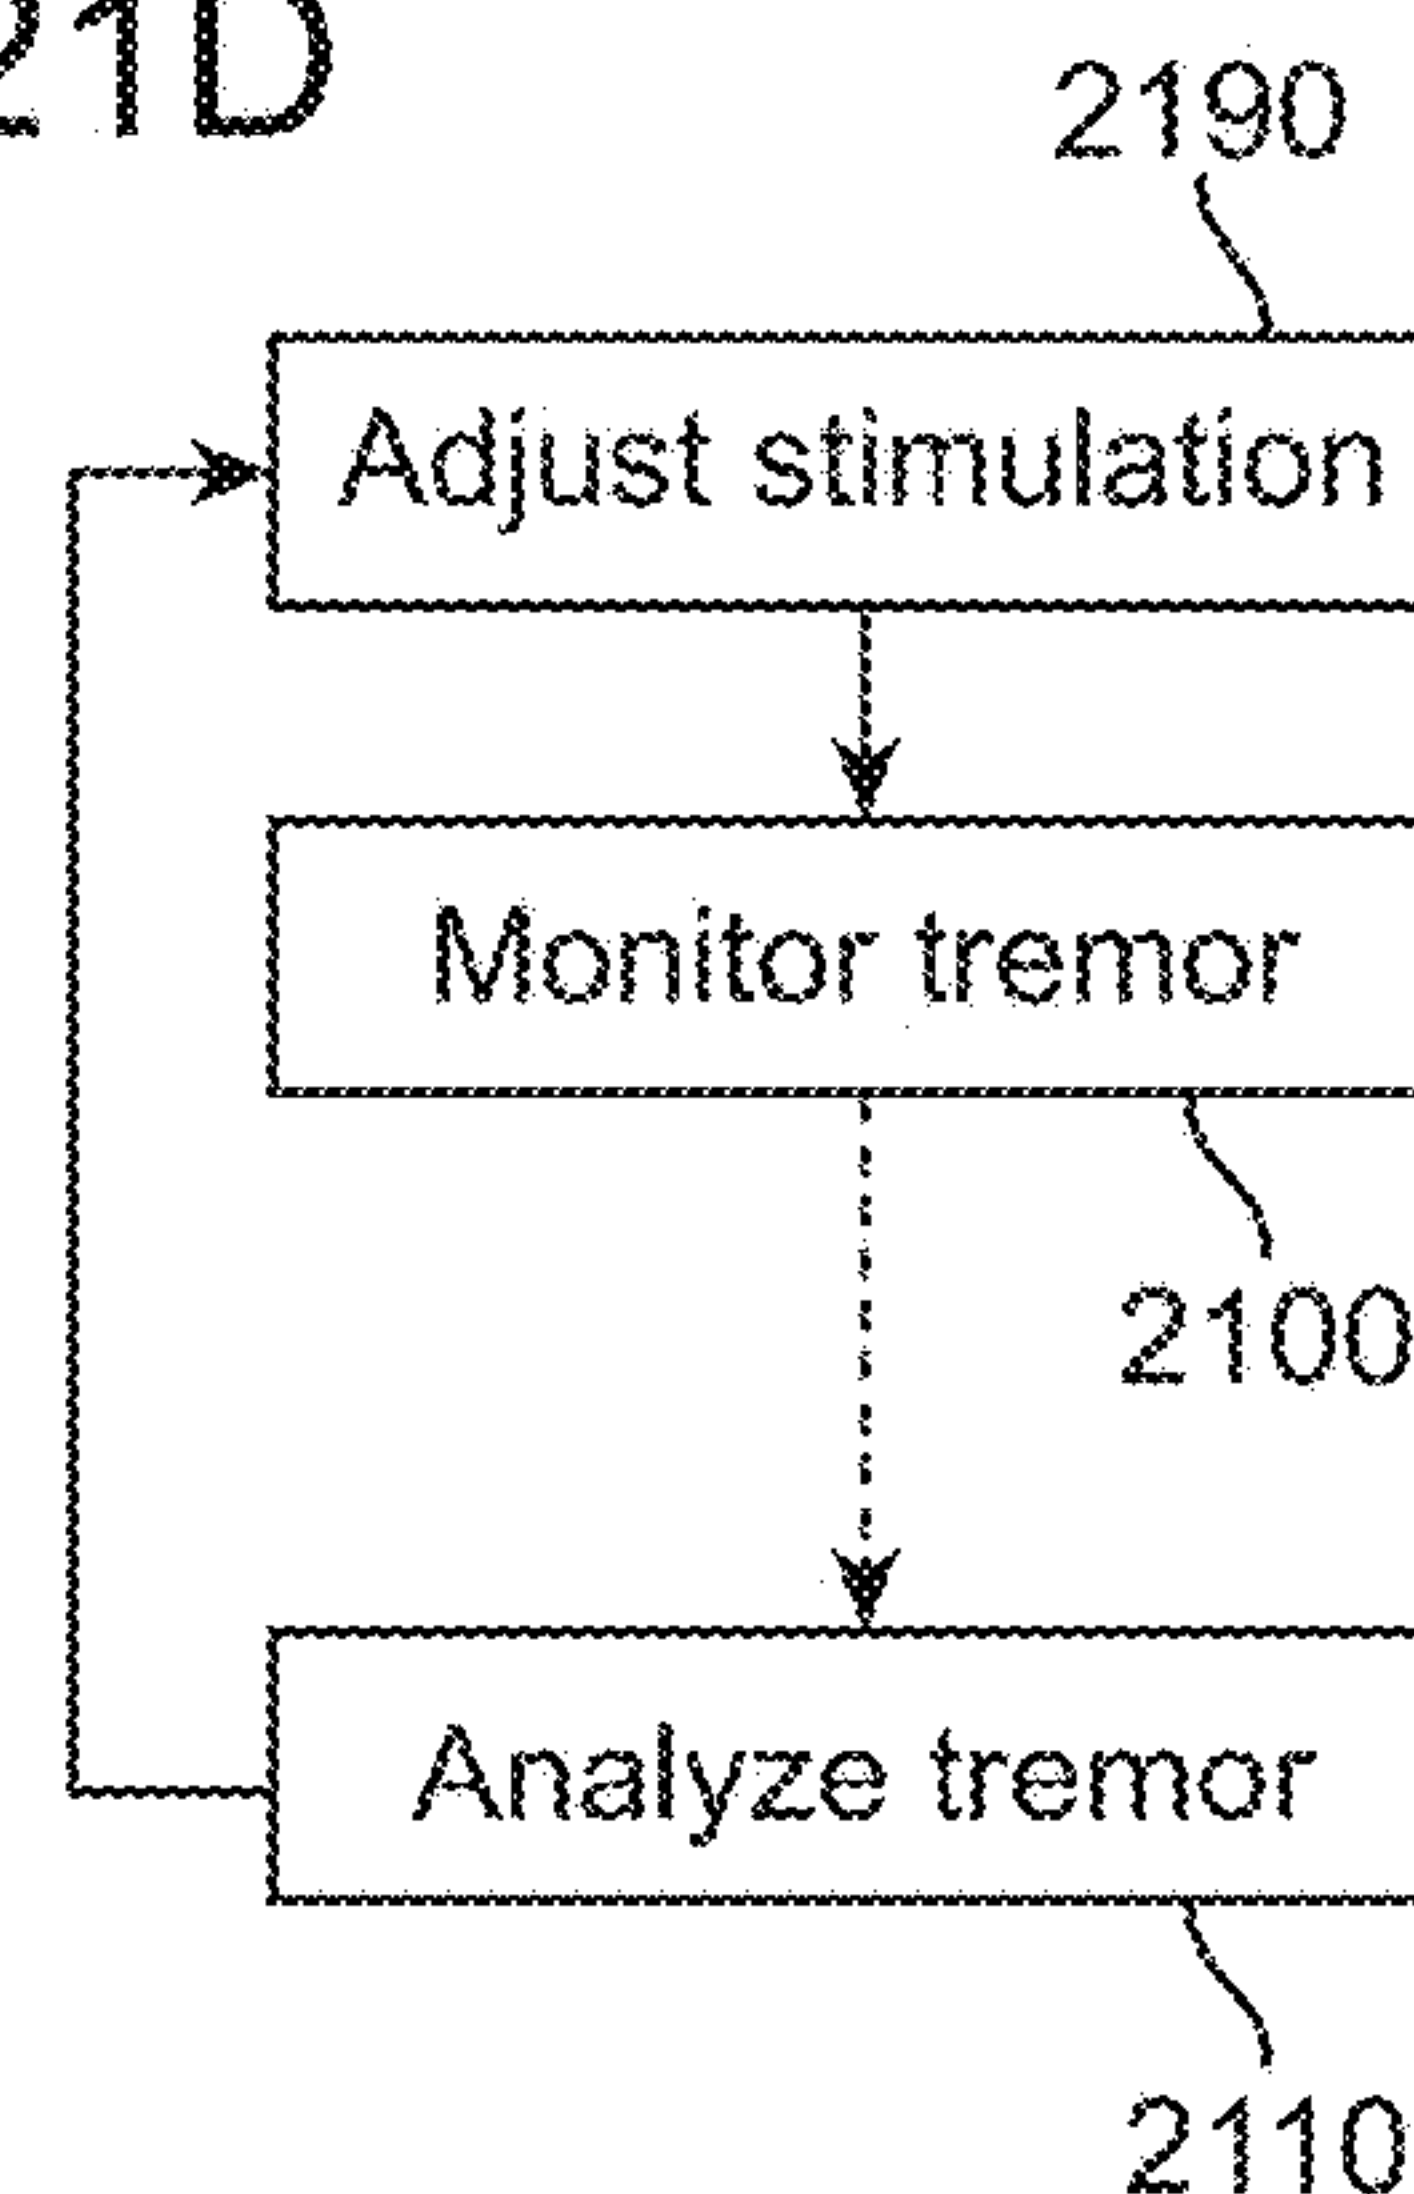 21D
2190
Adjust stimulation
Monitor tremor
2100
Analyze tremor
2110